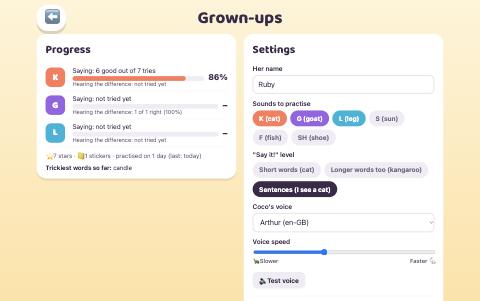 Grown-ups
Progress
K
Saying: 6 good out of 7 tries
86%
Hearing the difference: not tried yet
G
Saying: not tried yet
–
Hearing the difference: 1 of 1 right (100%)
L
Saying: not tried yet
–
Hearing the difference: not tried yet
7 stars · 1 stickers · practised on 1 day (last: today)
Trickiest words so far: candle
Settings
Her name
Ruby
Sounds to practise
K (cat)
G (goat)
L (leg)
S (sun)
F (fish)
SH (shoe)
"Say it!" level
Short words (cat)
Longer words too (kangaroo)
Sentences (I see a cat)
Coco's voice
Arthur (en-GB)
Voice speed
Slower
Faster
Test voice